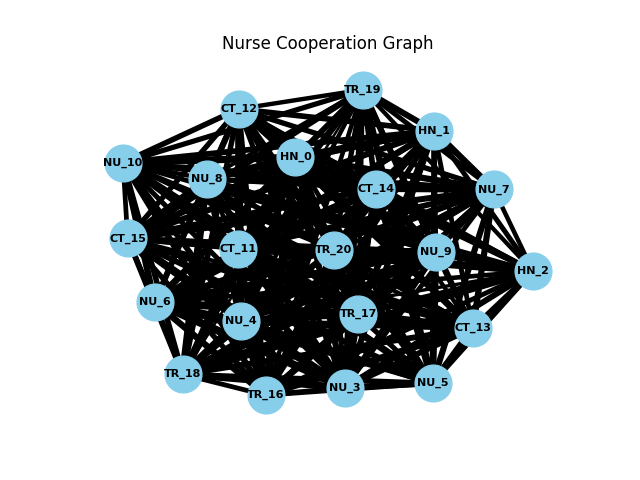 Nurse Cooperation Graph
TR_19
CT_12
HN_1
HN_0
NU_10
NU_8
CT_14
NU_7
CT_15
CT_11
TR_20
NU_9
HN_2
NU_6
NU_4
TR_17
CT_13
TR_18
TR_16
NU_3
NU_5